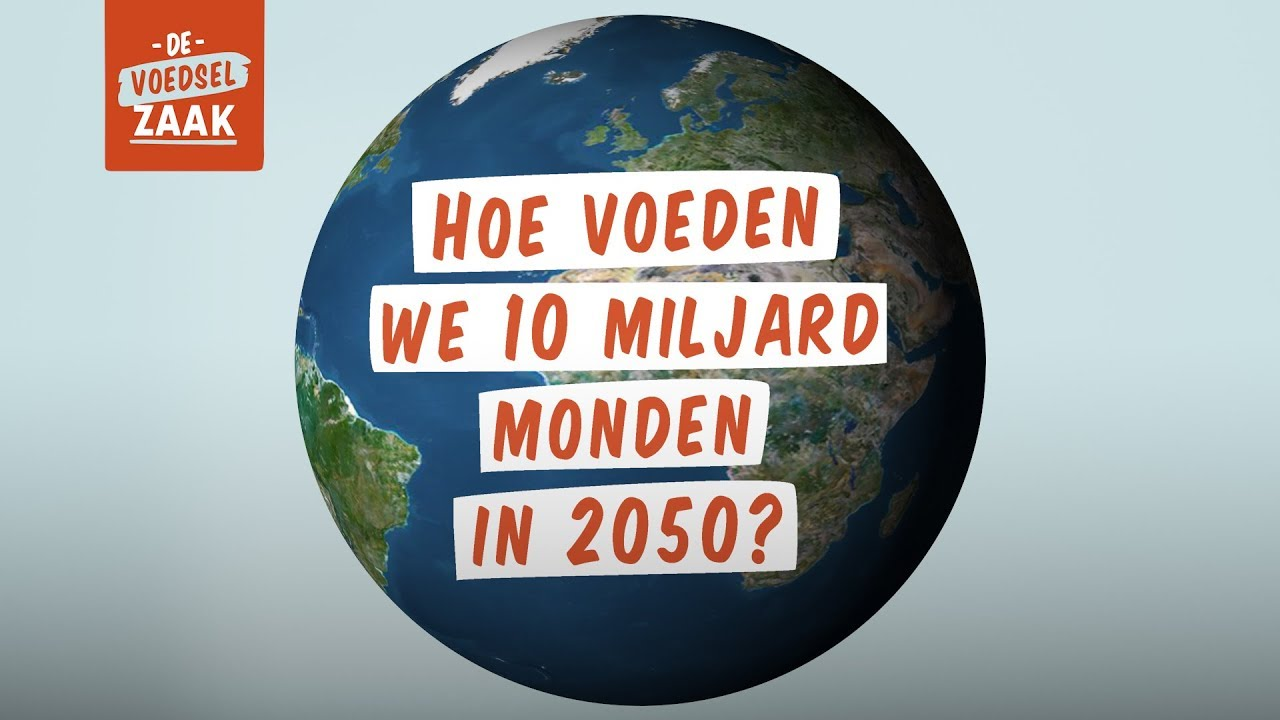 - DE -
VOEDSEL
ZAAK
HOE VOEDEN
WE 10 MILJARD
MONDEN
IN 2050?